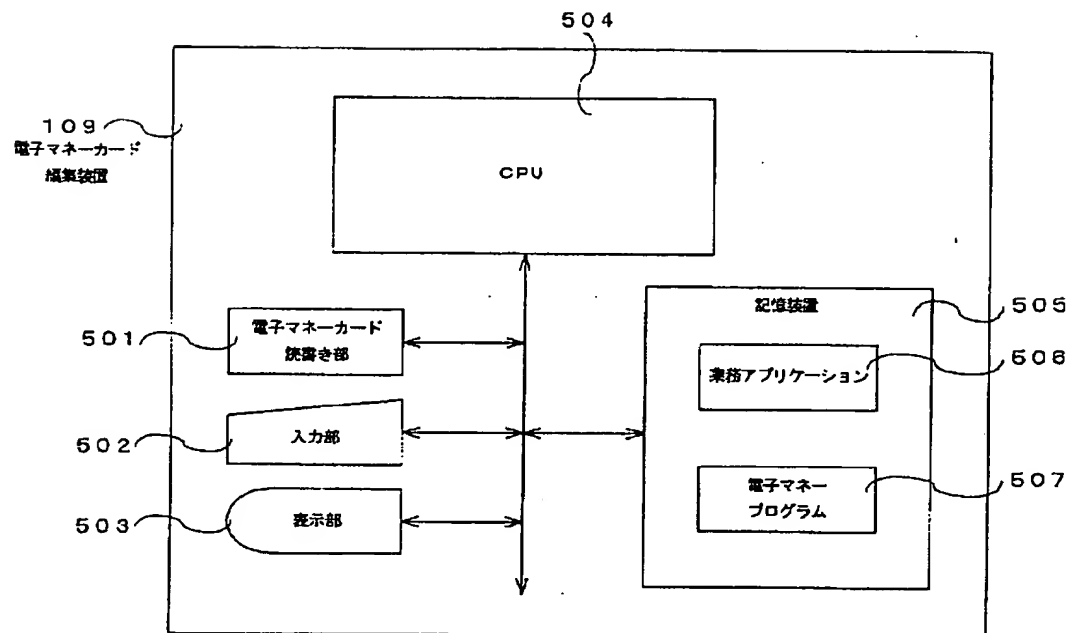 504
109
電子マネーカード
編集装置
CPU
記憶装置
505
電子マネーカード
読書き部
501
業務アプリケーション
506
入力部
502
電子マネー
プログラム
507
表示部
503